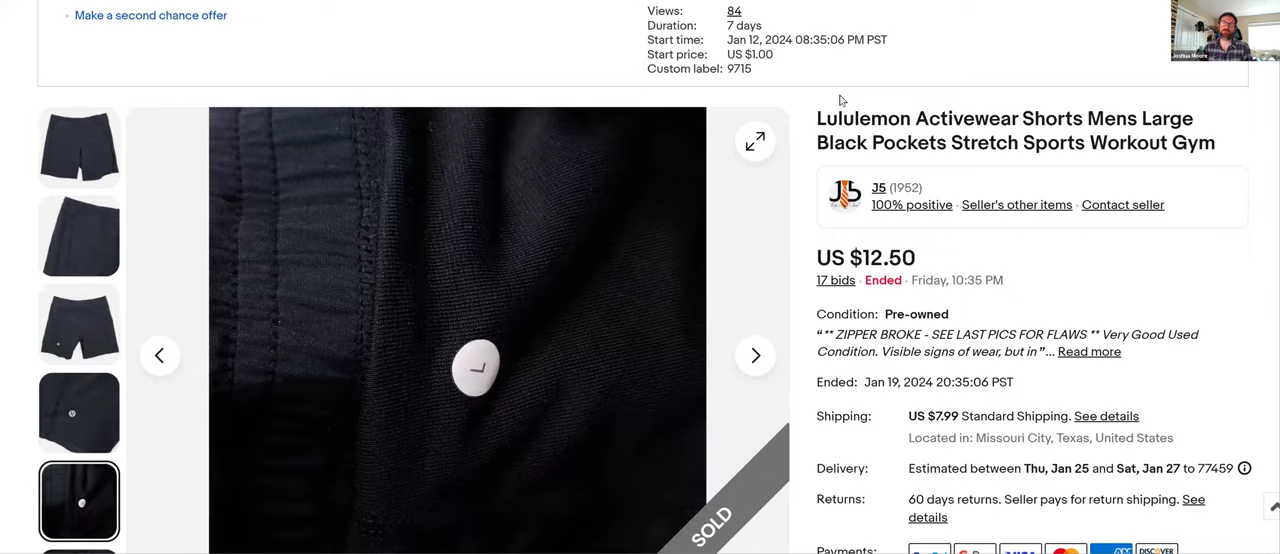 Make a second chance offer
Views: 84
Duration: 7 days
Start time: Jan 12, 2024 08:35:06 PM PST
Start price: US $1.00
Custom label: 9715
Joshua Moore
Lululemon Activewear Shorts Mens Large
Black Pockets Stretch Sports Workout Gym
J5
J5 (1952)
100% positive · Seller's other items · Contact seller
US $12.50
17 bids · Ended · Friday, 10:35 PM
Condition: Pre-owned
“** ZIPPER BROKE - SEE LAST PICS FOR FLAWS ** Very Good Used
Condition. Visible signs of wear, but in”... Read more
Ended: Jan 19, 2024 20:35:06 PST
Shipping: US $7.99 Standard Shipping. See details
Located in: Missouri City, Texas, United States
Delivery: Estimated between Thu, Jan 25 and Sat, Jan 27 to 77459
Returns: 60 days returns. Seller pays for return shipping. See
details
Payments:
L
SOLD